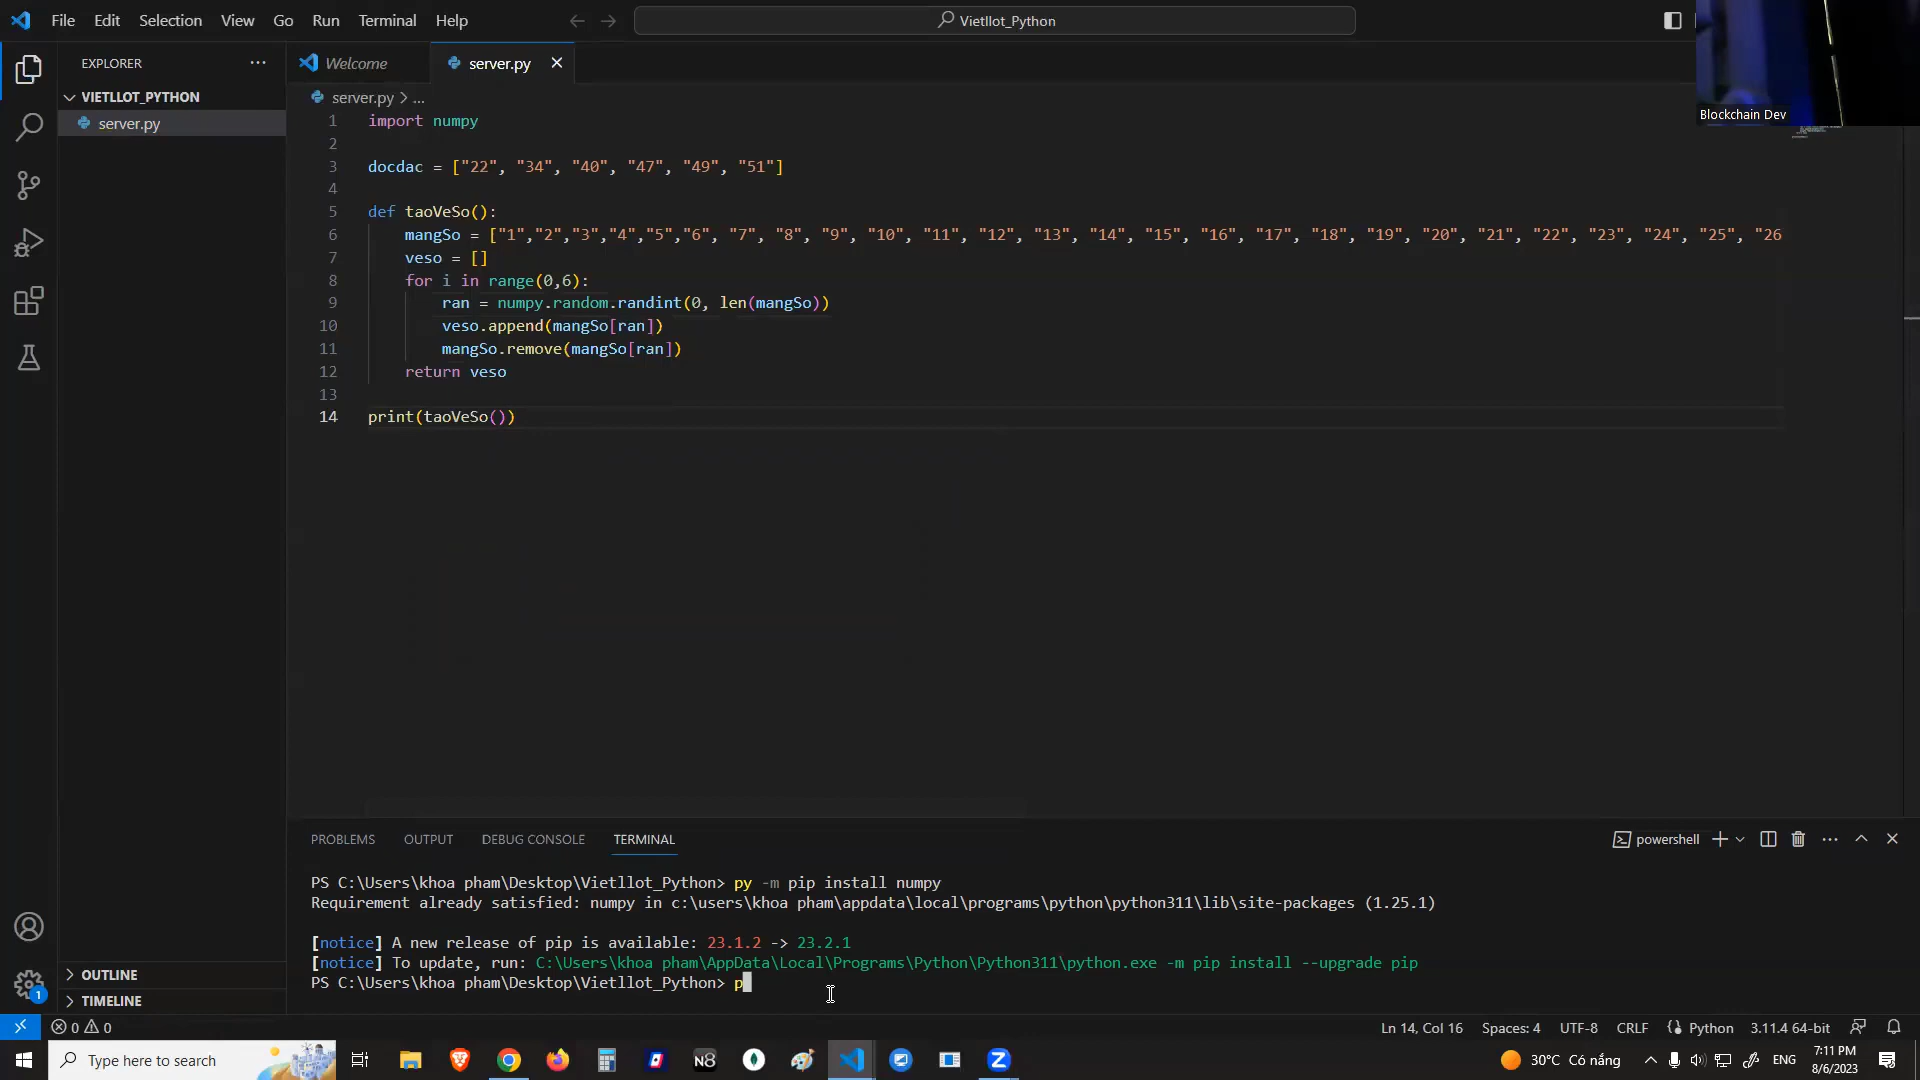 File Edit Selection View Go Run Terminal Help
Vietllot_Python
EXPLORER
Welcome
server.py
Blockchain Dev
VIETLLOT_PYTHON
server.py > ...
server.py
1 import numpy
2
3 docdac = ["22", "34", "40", "47", "49", "51"]
4
5 def taoVeSo():
6 mangSo = ["1","2","3","4","5","6", "7", "8", "9", "10", "11", "12", "13", "14", "15", "16", "17", "18", "19", "20", "21", "22", "23", "24", "25", "26
7 veso = []
8 for i in range(0,6):
9 ran = numpy.random.randint(0, len(mangSo))
10 veso.append(mangSo[ran])
11 mangSo.remove(mangSo[ran])
12 return veso
13
14 print(taoVeSo())
PROBLEMS OUTPUT DEBUG CONSOLE TERMINAL
powershell
PS C:\Users\khoa pham\Desktop\Vietllot_Python> py -m pip install numpy
Requirement already satisfied: numpy in c:\users\khoa pham\appdata\local\programs\python\python311\lib\site-packages (1.25.1)
[notice] A new release of pip is available: 23.1.2 -> 23.2.1
[notice] To update, run: C:\Users\khoa pham\AppData\Local\Programs\Python\Python311\python.exe -m pip install --upgrade pip
PS C:\Users\khoa pham\Desktop\Vietllot_Python> p
OUTLINE
TIMELINE
1
0 0
Ln 14, Col 16 Spaces: 4 UTF-8 CRLF Python 3.11.4 64-bit
Type here to search
N8
30°C Có nắng
ENG
7:11 PM
8/6/2023